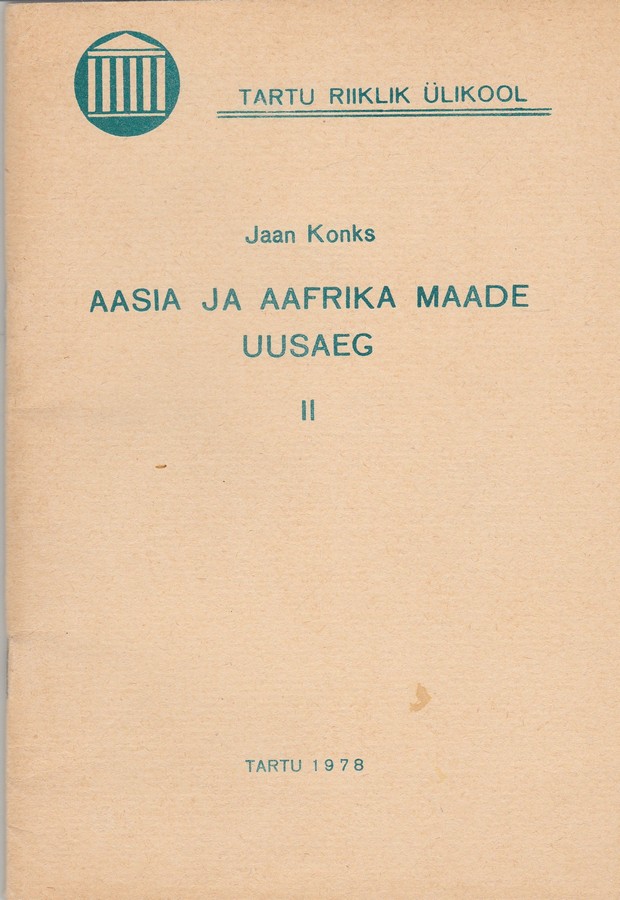 TARTU RIIKLIK ÜLIKOOL
Jaan Konks
AASIA JA AAFRIKA MAADE
UUSAEG
II
TARTU 1978